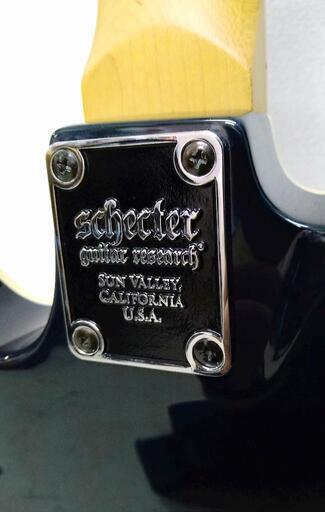 schecter
guitar research®
SUN VALLEY,
CALIFORNIA
U.S.A.